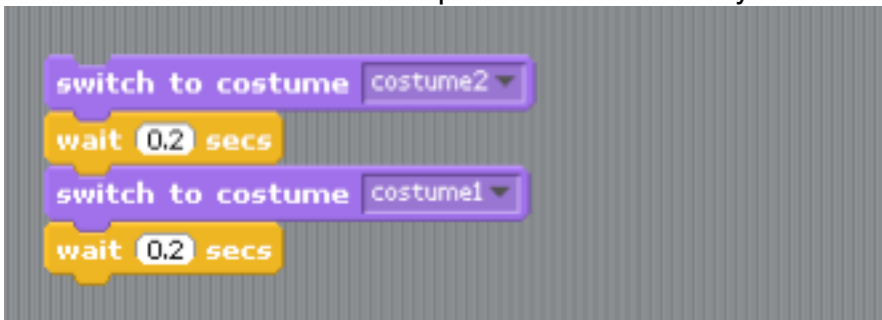 switch to costume costume2
wait 0.2 secs
switch to costume costume1
wait 0.2 secs